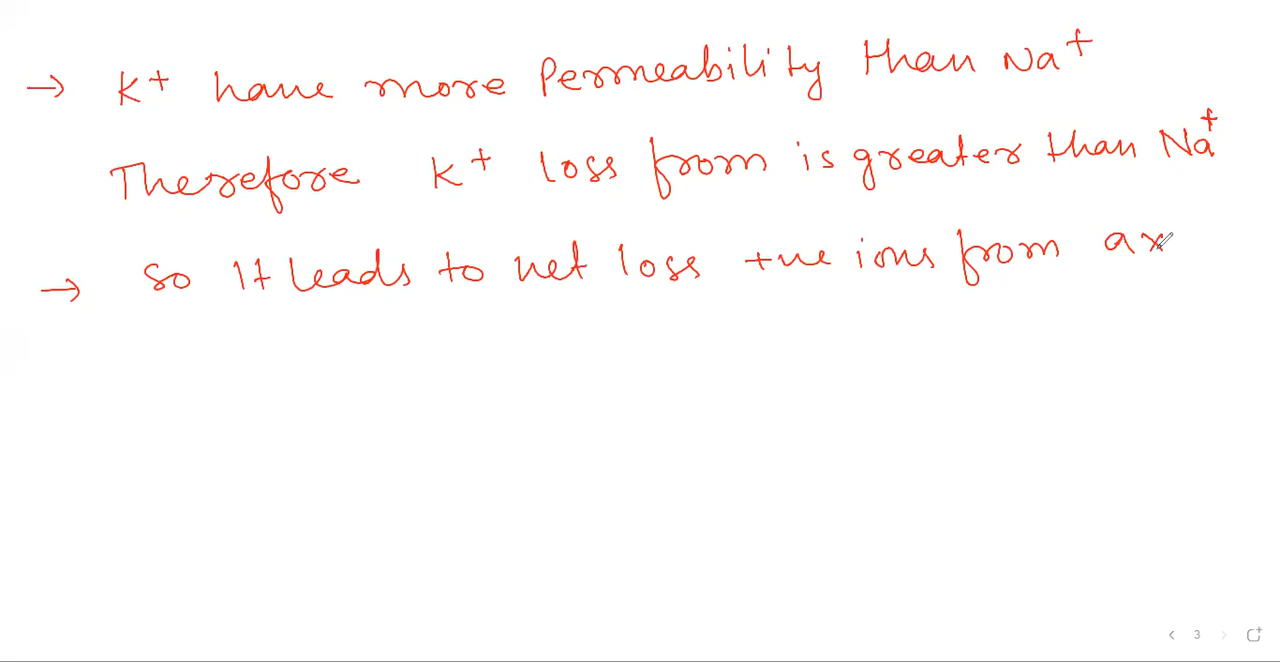 → K+ have more Permeability than Na+
Therefore K+ loss from is greater than Na+
→ So It leads to net loss +ve ions from ax
< 3 >